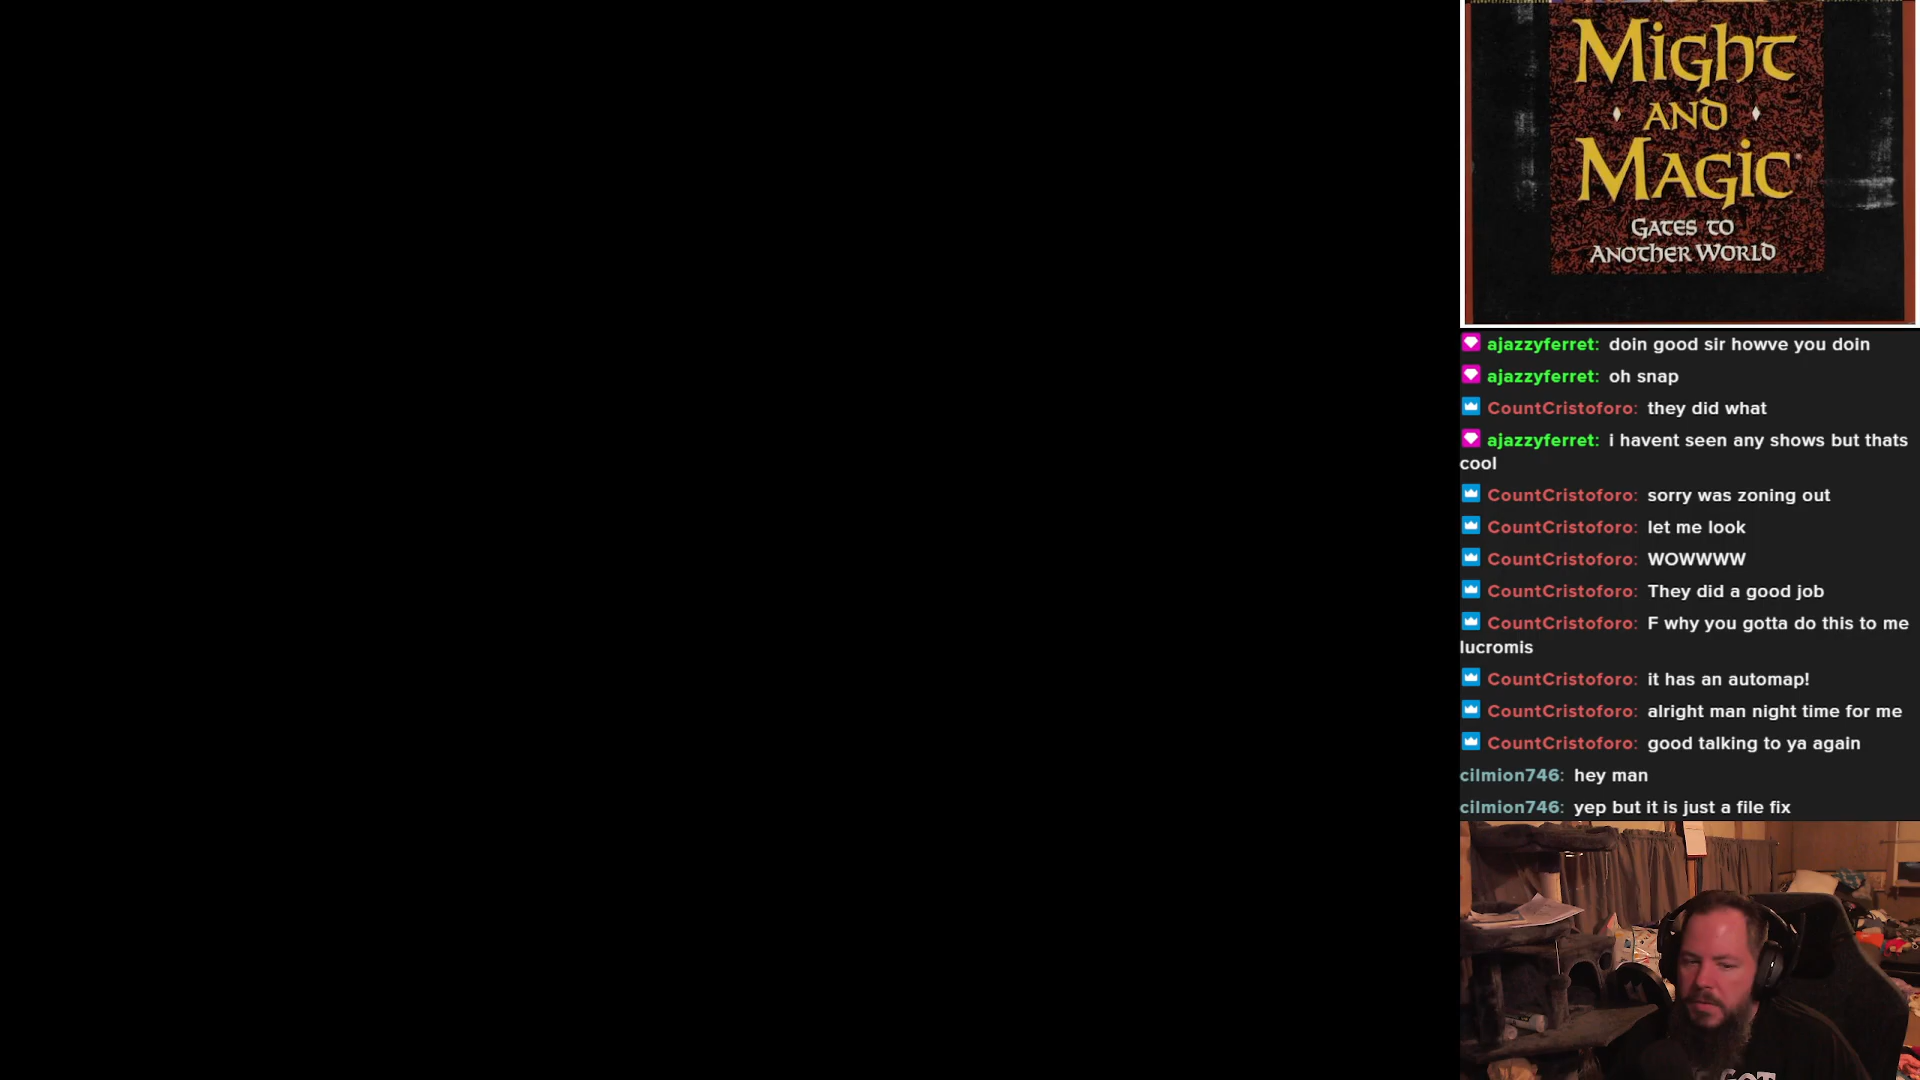 Might
AND
MAGIC
GATES TO
ANOTHER WORLD
ajazzyferret: doin good sir howve you doin
ajazzyferret: oh snap
CountCristoforo: they did what
ajazzyferret: i havent seen any shows but thats
cool
CountCristoforo: sorry was zoning out
CountCristoforo: let me look
CountCristoforo: WOWWWW
CountCristoforo: They did a good job
CountCristoforo: F why you gotta do this to me
lucromis
CountCristoforo: it has an automap!
CountCristoforo: alright man night time for me
CountCristoforo: good talking to ya again
cilmion746: hey man
cilmion746: yep but it is just a file fix